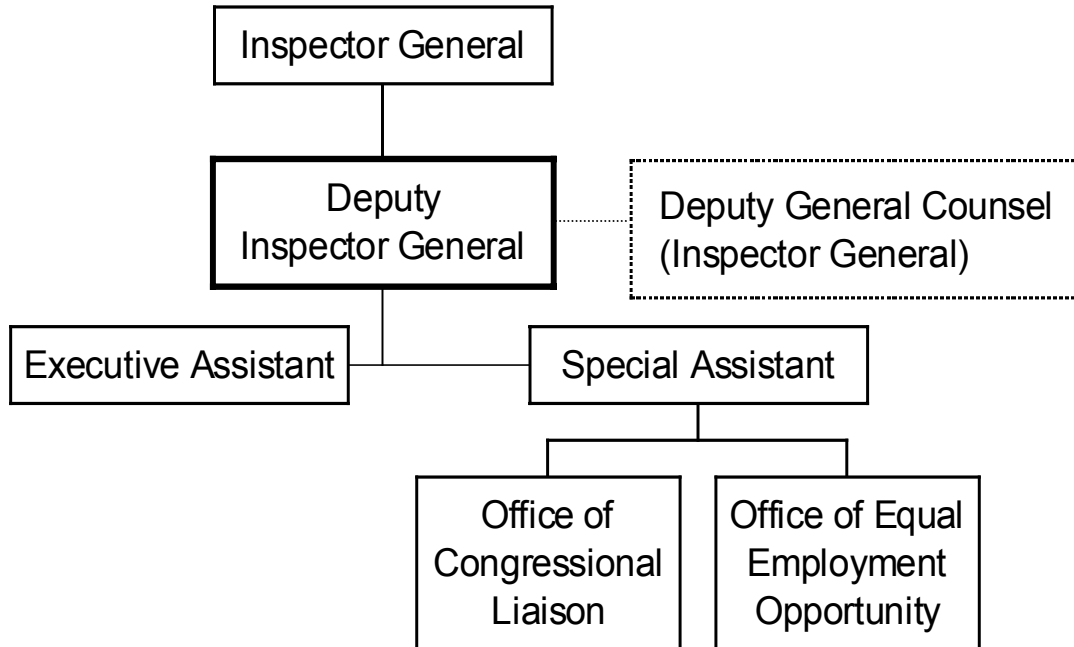 Inspector General
Deputy
Inspector General
Deputy General Counsel
(Inspector General)
Executive Assistant
Special Assistant
Office of
Congressional
Liaison
Office of Equal
Employment
Opportunity